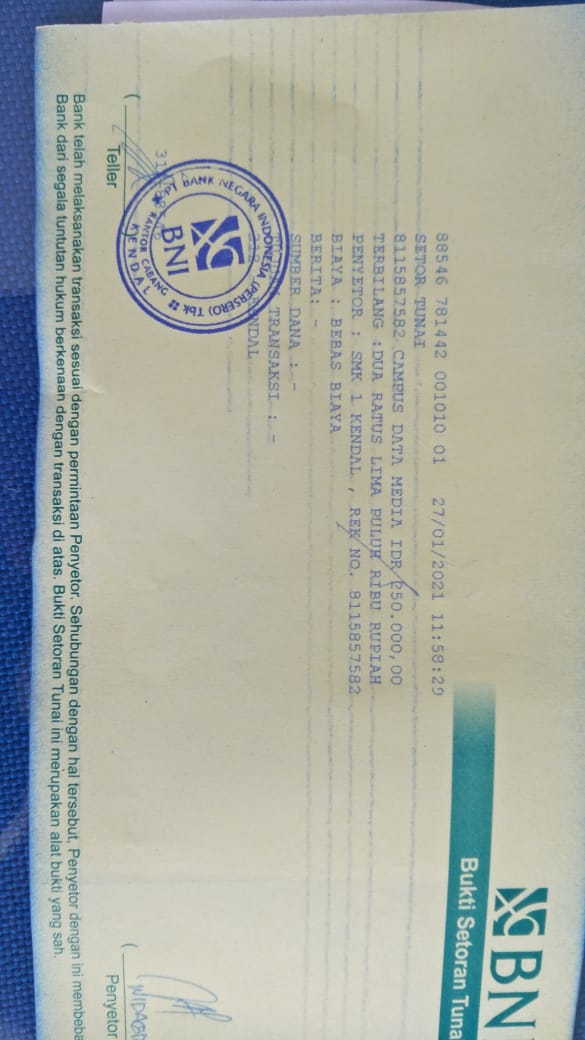 BNI
Bukti Setoran Tuna
88546 781442 001010 01 27/01/2021 11:58:29
SETOR TUNAI
8115857582 CAMPUS DATA MEDIA IDR 250.000,00
TERBILANG :DUA RATUS LIMA PULUH RIBU RUPIAH
PENYETOR : SMK 1 KENDAL , REK NO. 8115857582
BIAYA : BEBAS BIAYA
BERITA: -
SUMBER DANA : -
TRANSAKSI : -
KENDAL
PT BANK NEGARA INDONESIA (PERSERO) Tbk
BNI
KANTOR CABANG
KENDAL
(
Teller
(
Penyetor
Bank telah melaksanakan transaksi sesuai dengan permintaan Penyetor. Sehubungan dengan hal tersebut, Penyetor dengan ini membeba
Bank dari segala tuntutan hukum berkenaan dengan transaksi di atas. Bukti Setoran Tunai ini merupakan alat bukti yang sah.